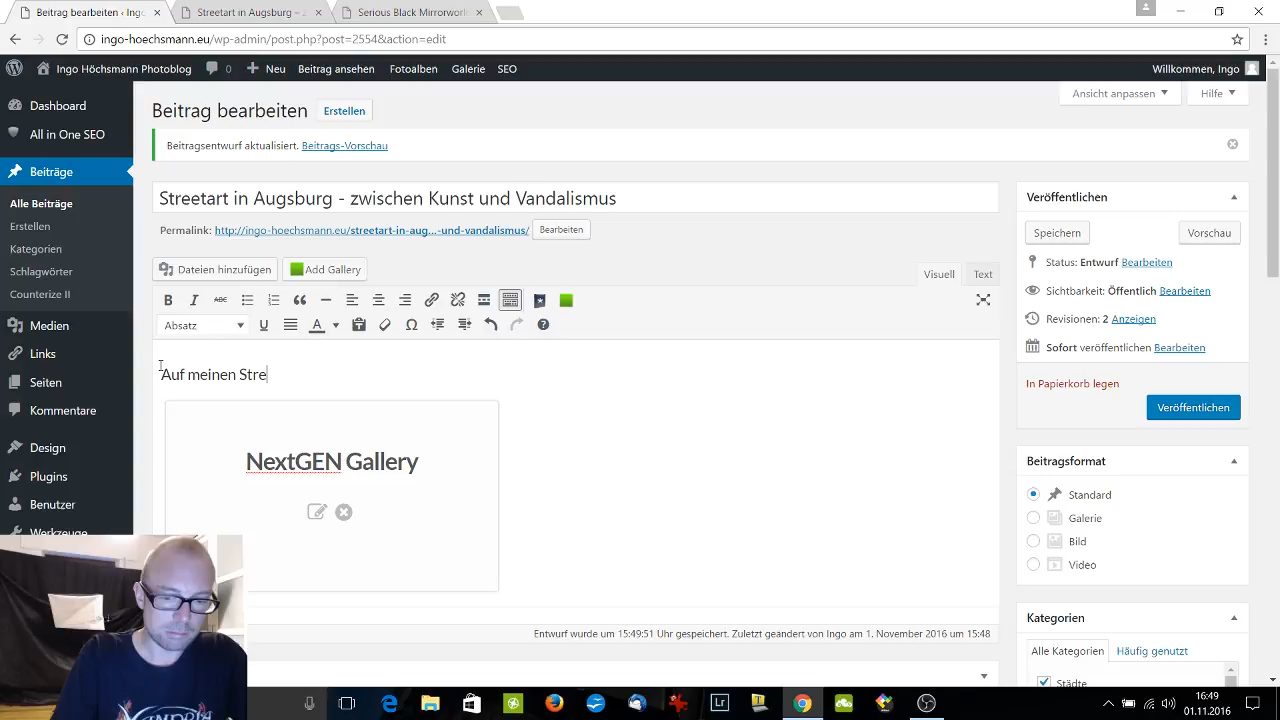 Beitrag bearbeiten ‹ Ing
Streetart in Augsburg –
Serious Black Mirrorworl
ingo-hoechsmann.eu/wp-admin/post.php?post=2554&action=edit
Ingo Höchsmann Photoblog
0
Neu
Beitrag ansehen
Fotoalben
Galerie
SEO
Willkommen, Ingo
Dashboard
All in One SEO
Beiträge
Alle Beiträge
Erstellen
Kategorien
Schlagwörter
Counterize II
Medien
Links
Seiten
Kommentare
Design
Plugins
Benutzer
Werkzeuge
Ansicht anpassen
Hilfe
Beitrag bearbeiten
Erstellen
Beitragsentwurf aktualisiert. Beitrags-Vorschau
Streetart in Augsburg - zwischen Kunst und Vandalismus
Permalink: http://ingo-hoechsmann.eu/streetart-in-aug...-und-vandalismus/
Bearbeiten
Dateien hinzufügen
Add Gallery
Visuell
Text
B I ABC
Absatz
U
A
Auf meinen Stre
NextGEN Gallery
Entwurf wurde um 15:49:51 Uhr gespeichert. Zuletzt geändert von Ingo am 1. November 2016 um 15:48
Veröffentlichen
Speichern
Vorschau
Status: Entwurf Bearbeiten
Sichtbarkeit: Öffentlich Bearbeiten
Revisionen: 2 Anzeigen
Sofort veröffentlichen Bearbeiten
In Papierkorb legen
Veröffentlichen
Beitragsformat
Standard
Galerie
Bild
Video
Kategorien
Alle Kategorien
Häufig genutzt
Städte
Lr
16:49
01.11.2016